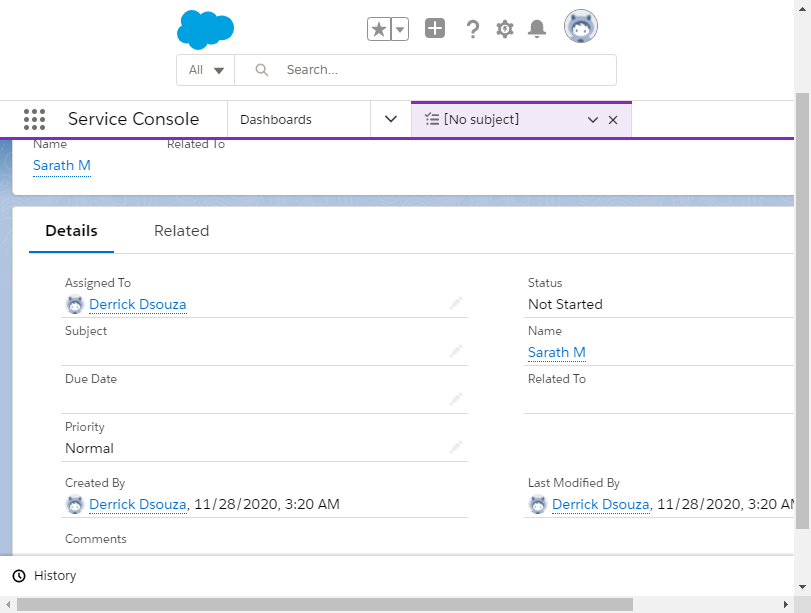 All
Search...
Service Console
Dashboards
[No subject]
Name
Related To
Sarath M
Details
Related
Assigned To
Status
Derrick Dsouza
Not Started
Subject
Name
Sarath M
Due Date
Related To
Priority
Normal
Created By
Last Modified By
Derrick Dsouza, 11/28/2020, 3:20 AM
Derrick Dsouza, 11/28/2020, 3:20 AM
Comments
History